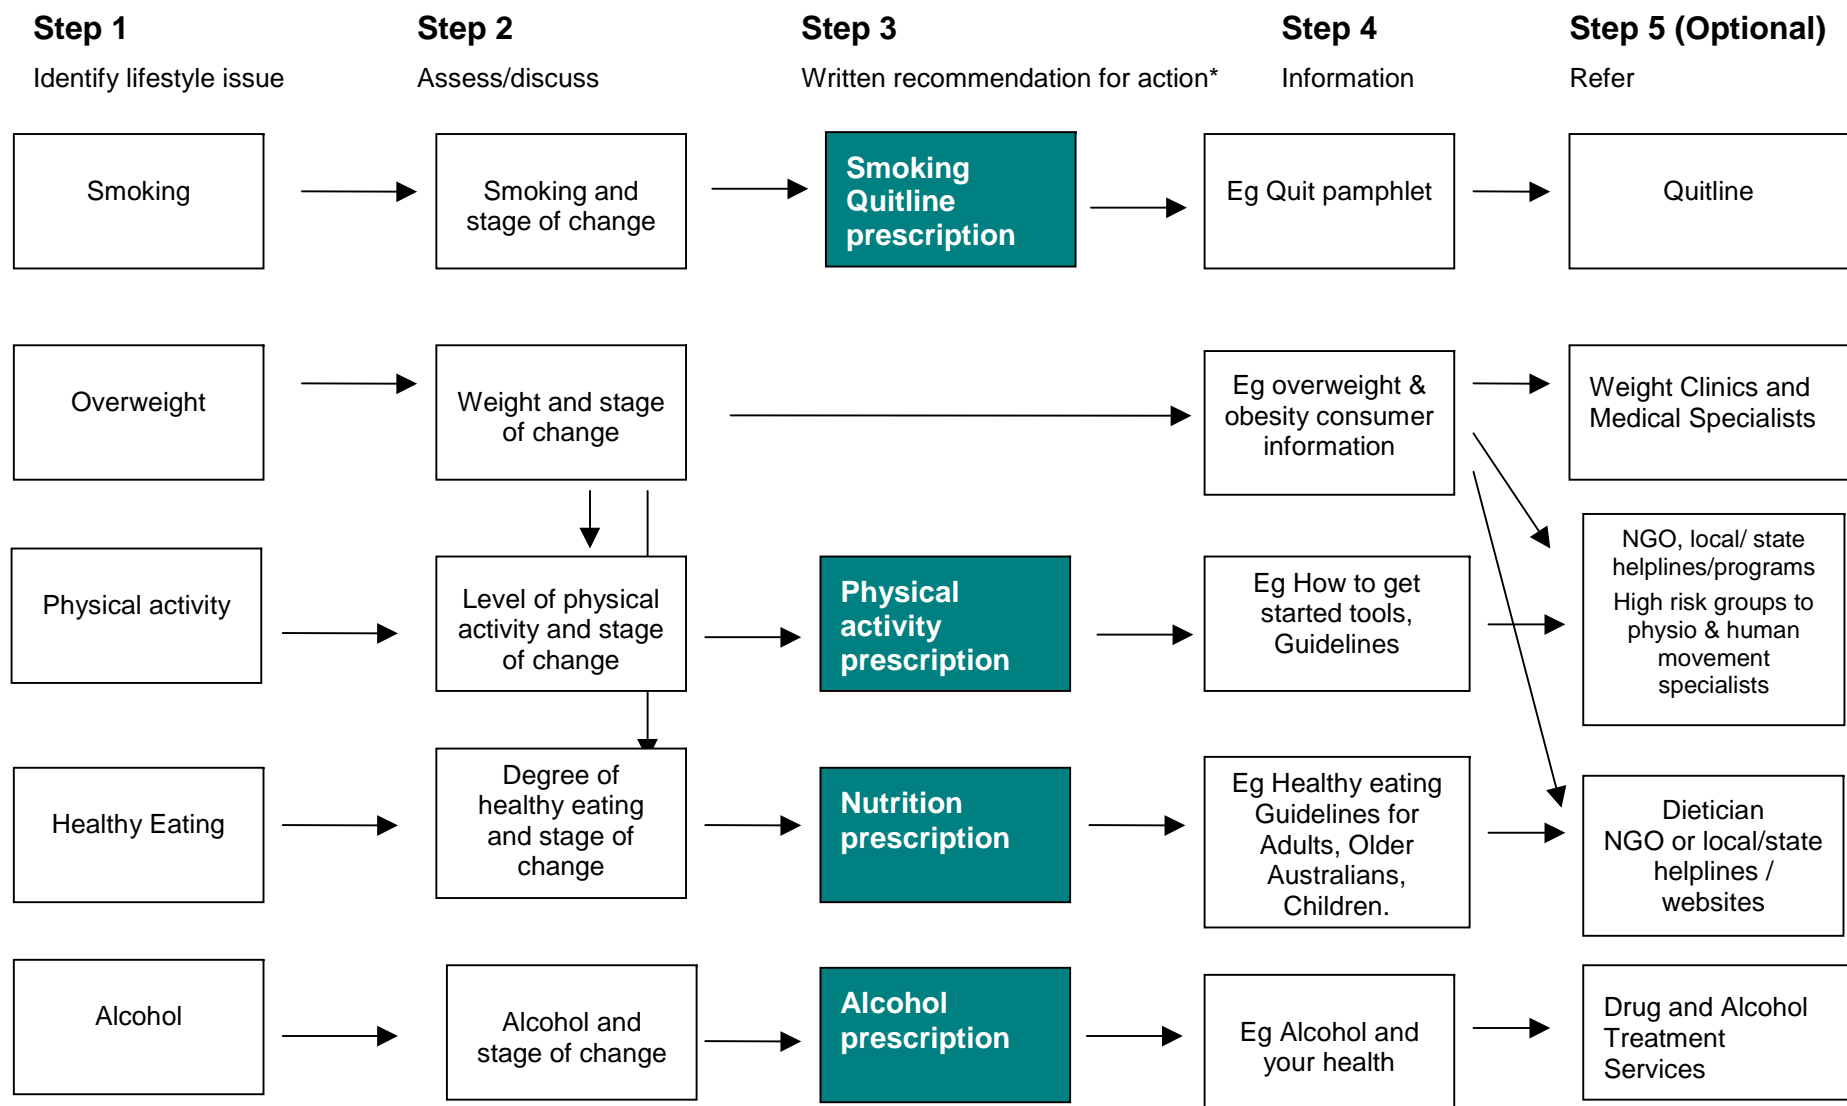 Step 1
Step 2
Step 3
Step 4
Step 5 (Optional)
Identify lifestyle issue
Assess/discuss
Written recommendation for action*
Information
Refer
Smoking
Smoking and
stage of change
Smoking
Quitline
prescription
Eg Quit pamphlet
Quitline
Overweight
Weight and stage
of change
Eg overweight &
obesity consumer
information
Weight Clinics and
Medical Specialists
Physical activity
Level of physical
activity and stage
of change
Physical
activity
prescription
Eg How to get
started tools,
Guidelines
NGO, local/ state
helplines/programs
High risk groups to
physio & human
movement
specialists
Healthy Eating
Degree of
healthy eating
and stage of
change
Nutrition
prescription
Eg Healthy eating
Guidelines for
Adults, Older
Australians,
Children.
Dietician
NGO or local/state
helplines /
websites
Alcohol
Alcohol and
stage of change
Alcohol
prescription
Eg Alcohol and
your health
Drug and Alcohol
Treatment
Services